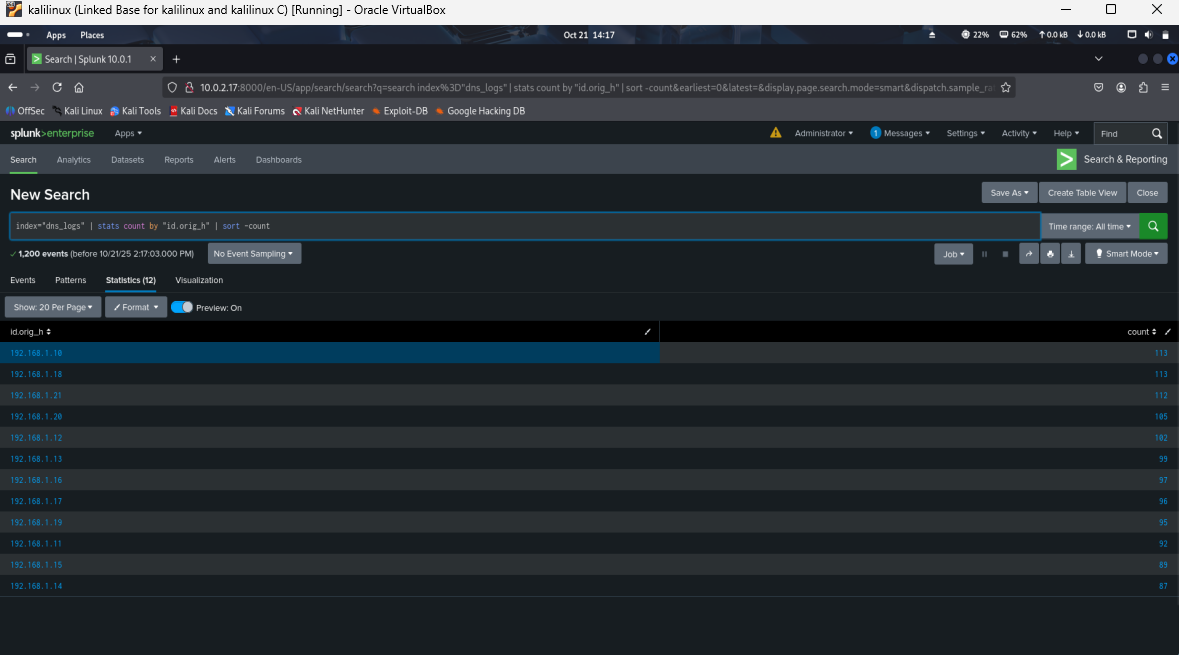 kalilinux (Linked Base for kalilinux and kalilinux C) [Running] - Oracle VirtualBox
Apps Places Oct 21 14:17 22% 62% 0.0 kB 0.0 kB
Search | Splunk 10.0.1
10.0.2.17:8000/en-US/app/search/search?q=search index%3D"dns_logs" | stats count by "id.orig_h" | sort -count&earliest=0&latest=&display.page.search.mode=smart&dispatch.sample_ra
OffSec Kali Linux Kali Tools Kali Docs Kali Forums Kali NetHunter Exploit-DB Google Hacking DB
splunk>enterprise Apps Administrator 1 Messages Settings Activity Help Find
Search Analytics Datasets Reports Alerts Dashboards Search & Reporting
New Search Save As Create Table View Close
index="dns_logs" | stats count by "id.orig_h" | sort -count Time range: All time
1,200 events (before 10/21/25 2:17:03.000 PM) No Event Sampling Job Smart Mode
Events Patterns Statistics (12) Visualization
Show: 20 Per Page Format Preview: On
id.orig_h count
192.168.1.10 113
192.168.1.18 113
192.168.1.21 112
192.168.1.20 105
192.168.1.12 102
192.168.1.13 99
192.168.1.16 97
192.168.1.17 96
192.168.1.19 95
192.168.1.11 92
192.168.1.15 89
192.168.1.14 87